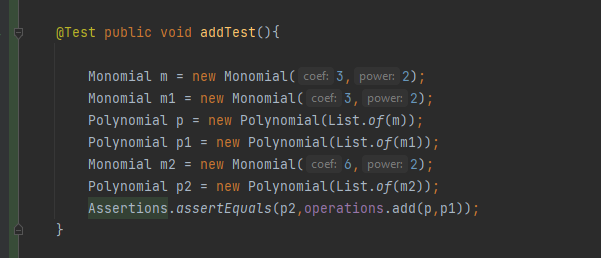 @Test public void addTest(){
Monomial m = new Monomial( coef: 3, power: 2);
Monomial m1 = new Monomial( coef: 3, power: 2);
Polynomial p = new Polynomial(List.of(m));
Polynomial p1 = new Polynomial(List.of(m1));
Monomial m2 = new Monomial( coef: 6, power: 2);
Polynomial p2 = new Polynomial(List.of(m2));
Assertions.assertEquals(p2,operations.add(p,p1));
}